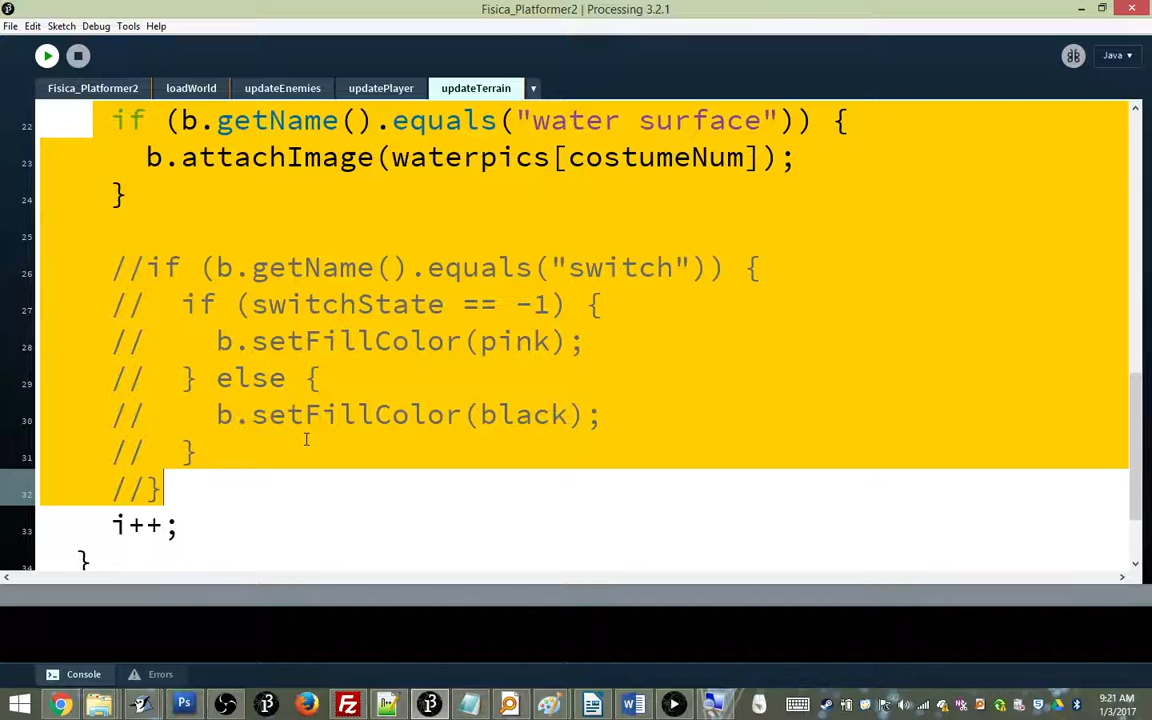 Fisica_Platformer2 | Processing 3.2.1
File Edit Sketch Debug Tools Help
Java ▾
Fisica_Platformer2 loadWorld updateEnemies updatePlayer updateTerrain
22 if (b.getName().equals("water surface")) {
23 b.attachImage(waterpics[costumeNum]);
24 }
25
26 //if (b.getName().equals("switch")) {
27 // if (switchState == -1) {
28 // b.setFillColor(pink);
29 // } else {
30 // b.setFillColor(black);
31 // }
32 //}
33 i++;
34 }
Console Errors
9:21 AM
1/3/2017